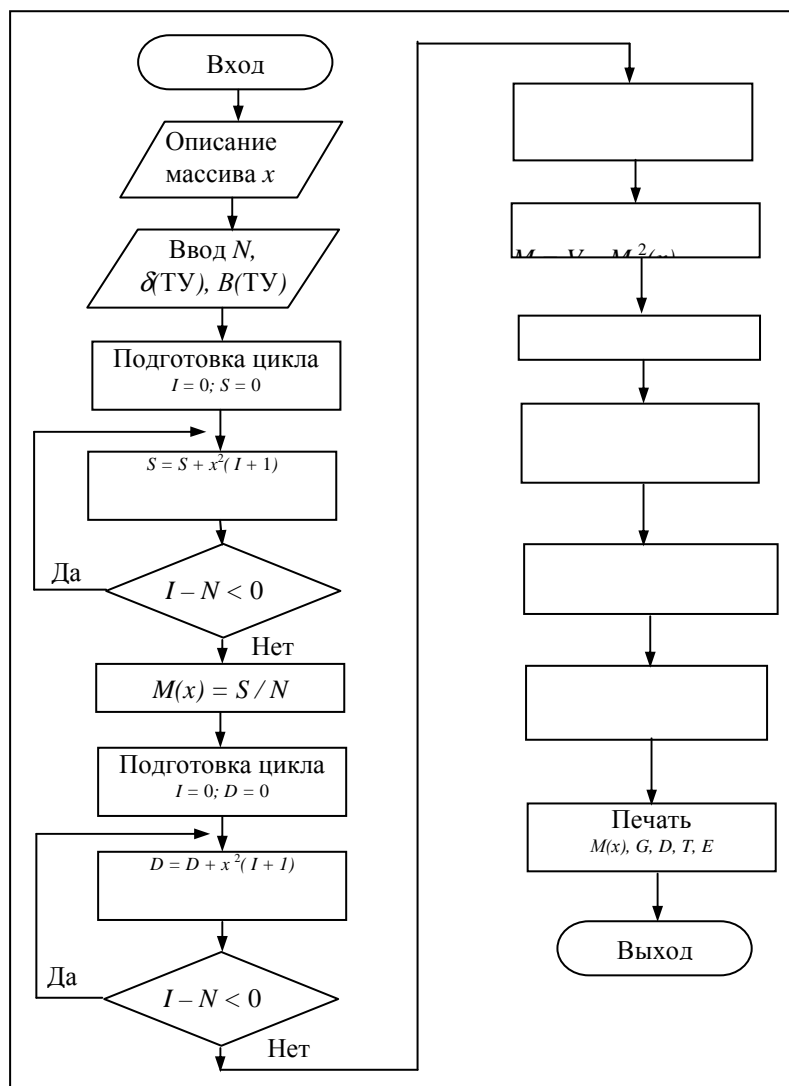 Вход
Описание
массива x
Ввод N,
δ(ТУ), B(ТУ)
Подготовка цикла
I = 0; S = 0
S = S + x²( I + 1)
Да
I – N < 0
Нет
M(x) = S / N
Подготовка цикла
I = 0; D = 0
D = D + x²( I + 1)
Да
I – N < 0
Нет
Печать
M(x), G, D, T, E
Выход